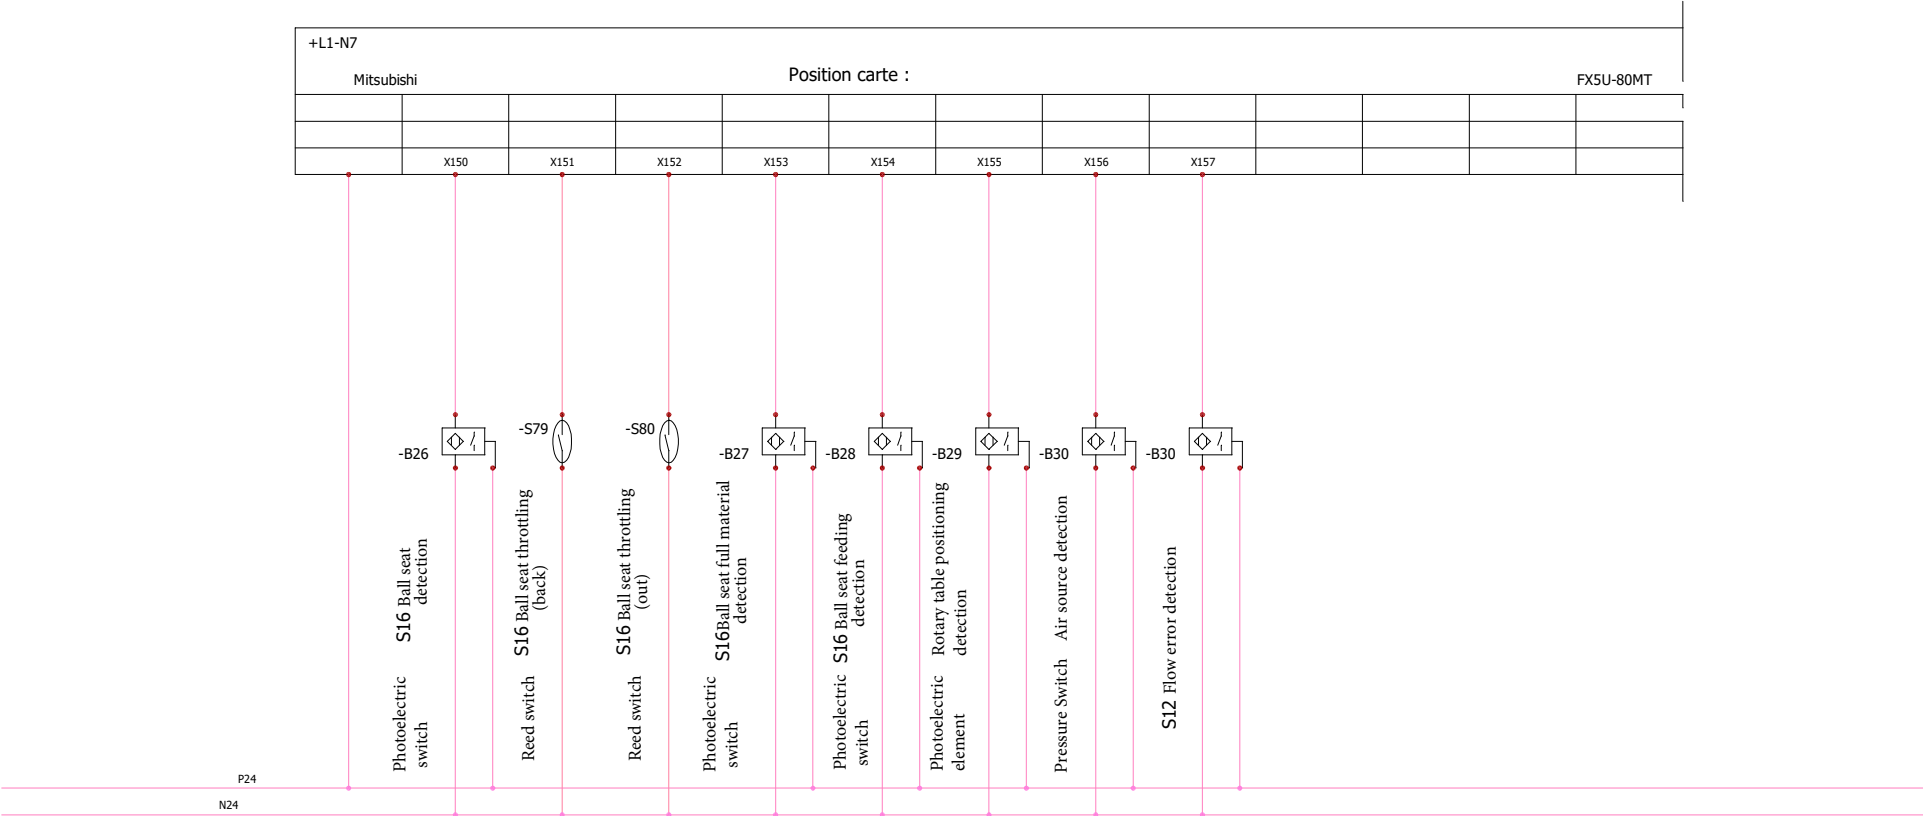 +L1-N7
Mitsubishi
Position carte :
FX5U-80MT
X150
X151
X152
X153
X154
X155
X156
X157
-B26
-S79
-S80
-B27
-B28
-B29
-B30
-B30
S16 Ball seat
detection
Photoelectric
switch
S16 Ball seat throttling
(back)
Reed switch
S16 Ball seat throttling
(out)
Reed switch
S16Ball seat full material
detection
Photoelectric
switch
S16 Ball seat feeding
detection
Photoelectric
switch
Rotary table positioning
detection
Photoelectric
element
Air source detection
Pressure Switch
S12 Flow error detection
P24
N24